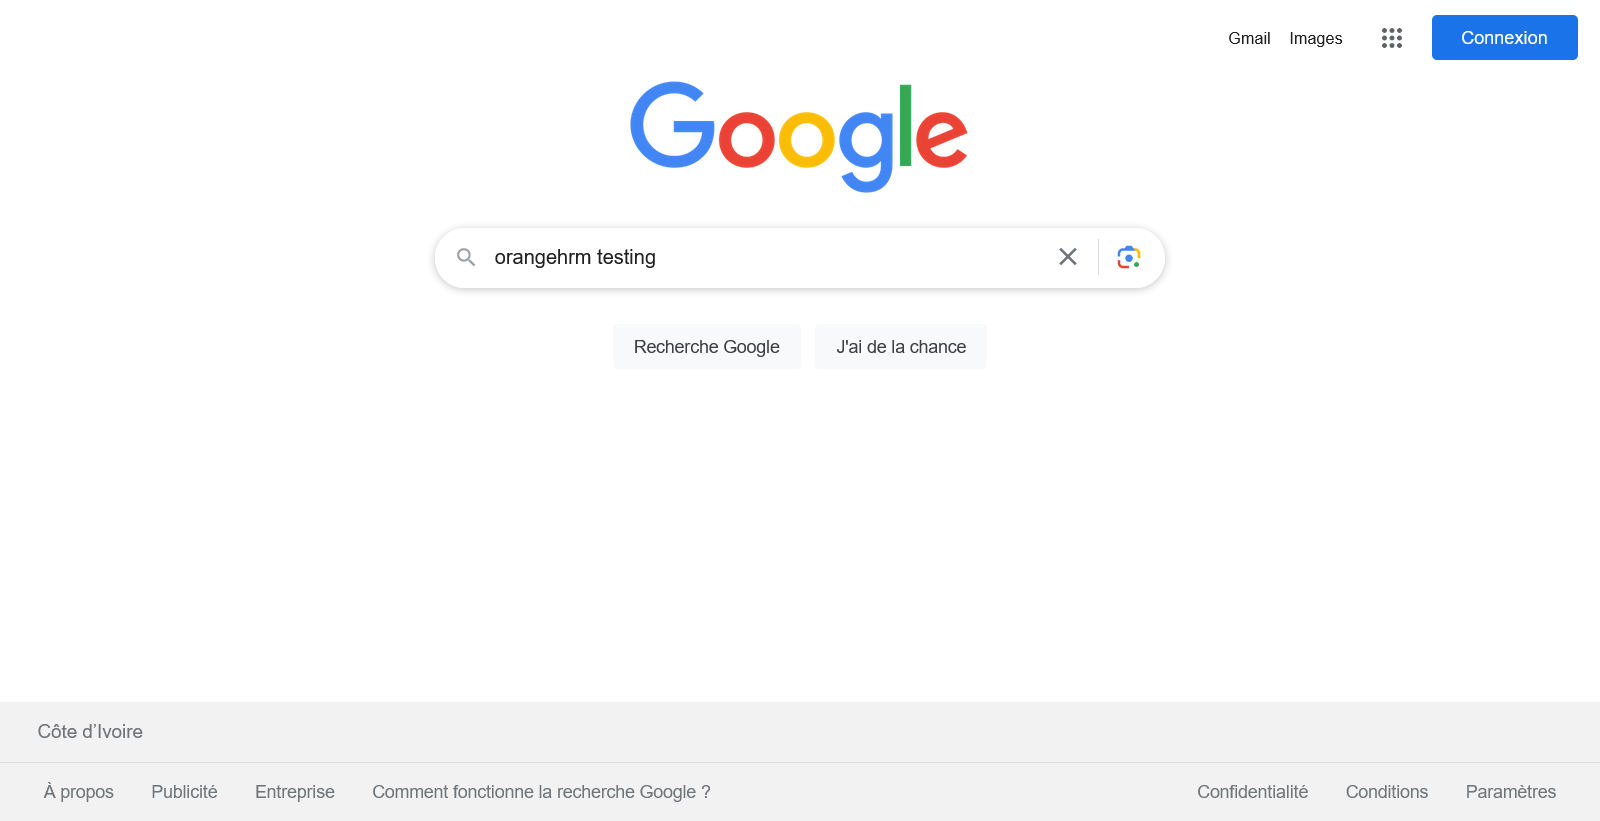 Gmail Images Connexion
Google
orangehrm testing
Recherche Google J'ai de la chance
Côte d’Ivoire
À propos Publicité Entreprise Comment fonctionne la recherche Google ? Confidentialité Conditions Paramètres